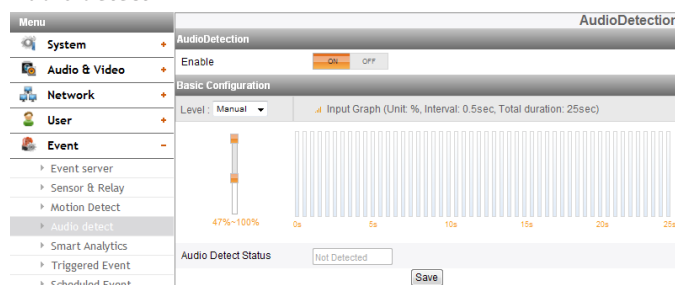 Menu
System
Audio & Video
Network
User
Event
Event server
Sensor & Relay
Motion Detect
Audio detect
Smart Analytics
Triggered Event
Scheduled Event
AudioDetection
AudioDetection
Enable ON OFF
Basic Configuration
Level : Manual Input Graph (Unit: %, Interval: 0.5sec, Total duration: 25sec)
47%~100% 0s 5s 10s 15s 20s 25s
Audio Detect Status Not Detected
Save